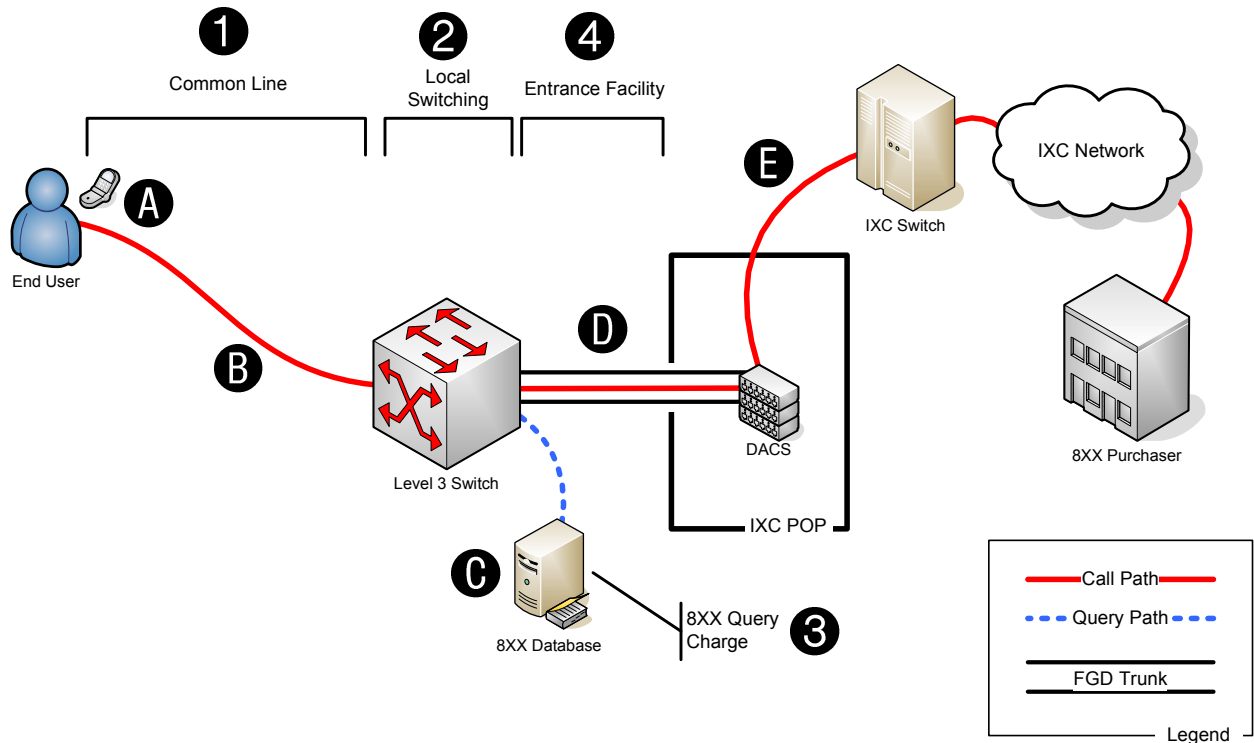 1
2
4
Common Line
Local
Switching
Entrance Facility
A
End User
B
Level 3 Switch
C
8XX Database
8XX Query
Charge
3
D
DACS
IXC POP
E
IXC Switch
IXC Network
8XX Purchaser
Call Path
Query Path
FGD Trunk
Legend